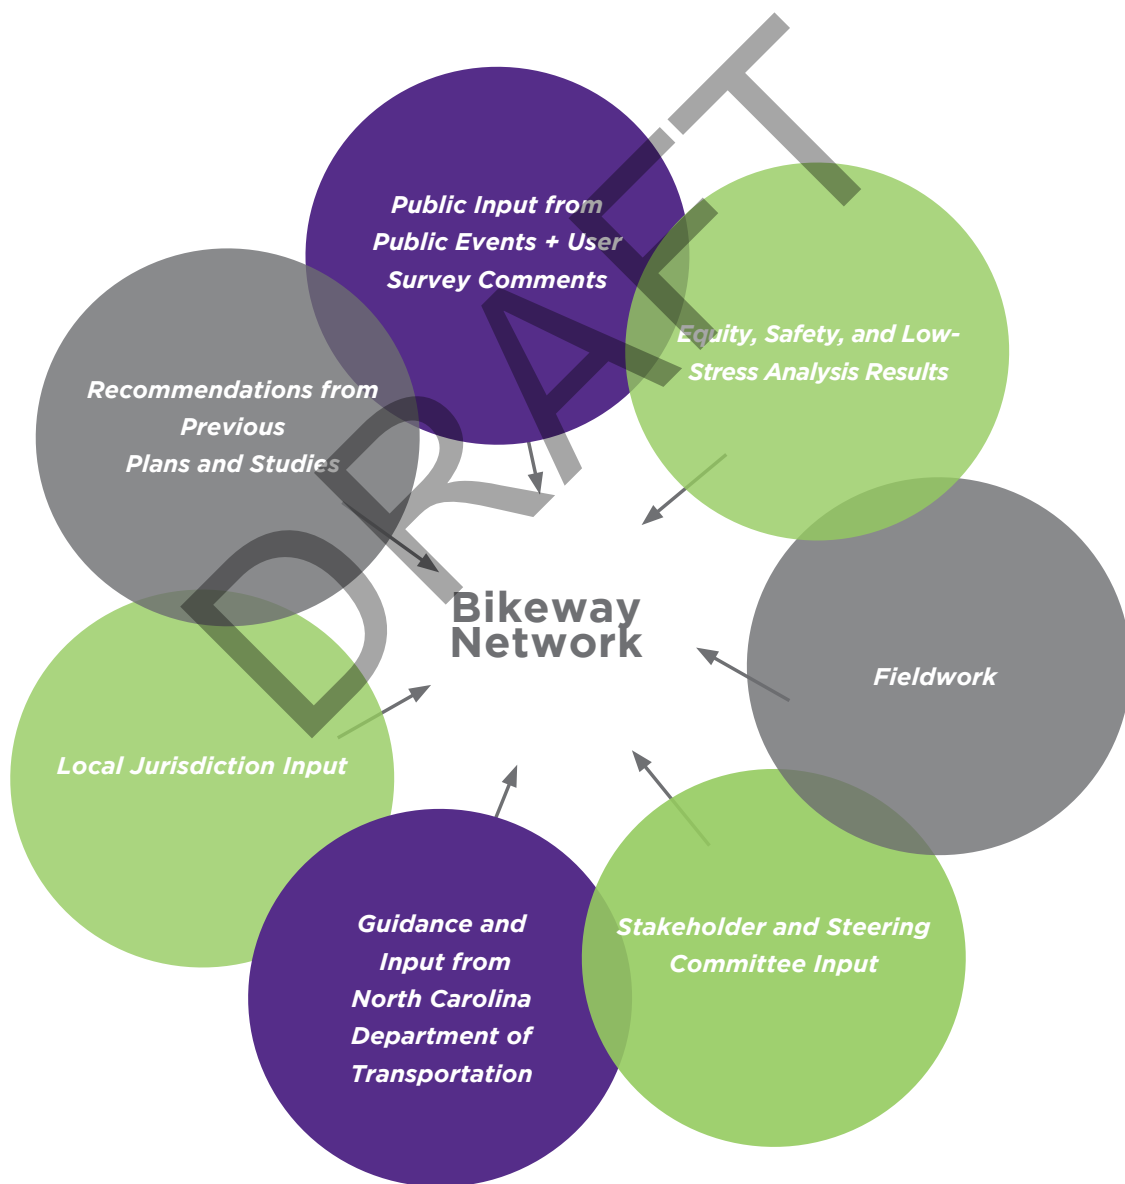 Public Input from
Public Events + User
Survey Comments
Equity, Safety, and Low-
Stress Analysis Results
Recommendations from
Previous
Plans and Studies
Bikeway
Network
Fieldwork
Local Jurisdiction Input
Guidance and
Input from
North Carolina
Department of
Transportation
Stakeholder and Steering
Committee Input
DRAFT